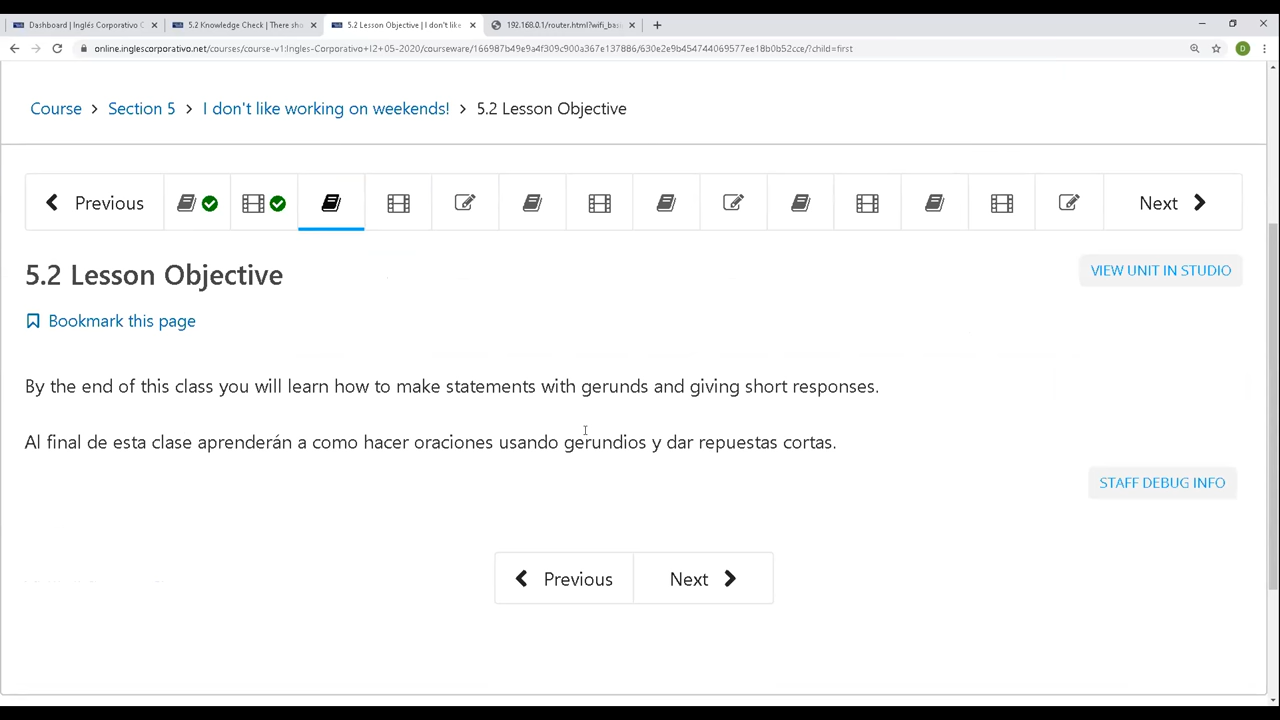 Dashboard | Inglés Corporativo C
5.2 Knowledge Check | There sho
5.2 Lesson Objective | I don't like
192.168.0.1/router.html?wifi_basi
online.inglescorporativo.net/courses/course-v1:Ingles-Corporativo+I2+05-2020/courseware/166987b49e9a4f309c900a367e137886/630e2e9b454744069577ee18b0b52cce/?child=first
D
Course > Section 5 > I don't like working on weekends! > 5.2 Lesson Objective
Previous
Next
5.2 Lesson Objective
VIEW UNIT IN STUDIO
Bookmark this page
By the end of this class you will learn how to make statements with gerunds and giving short responses.
Al final de esta clase aprenderán a como hacer oraciones usando gerundios y dar repuestas cortas.
STAFF DEBUG INFO
Previous
Next